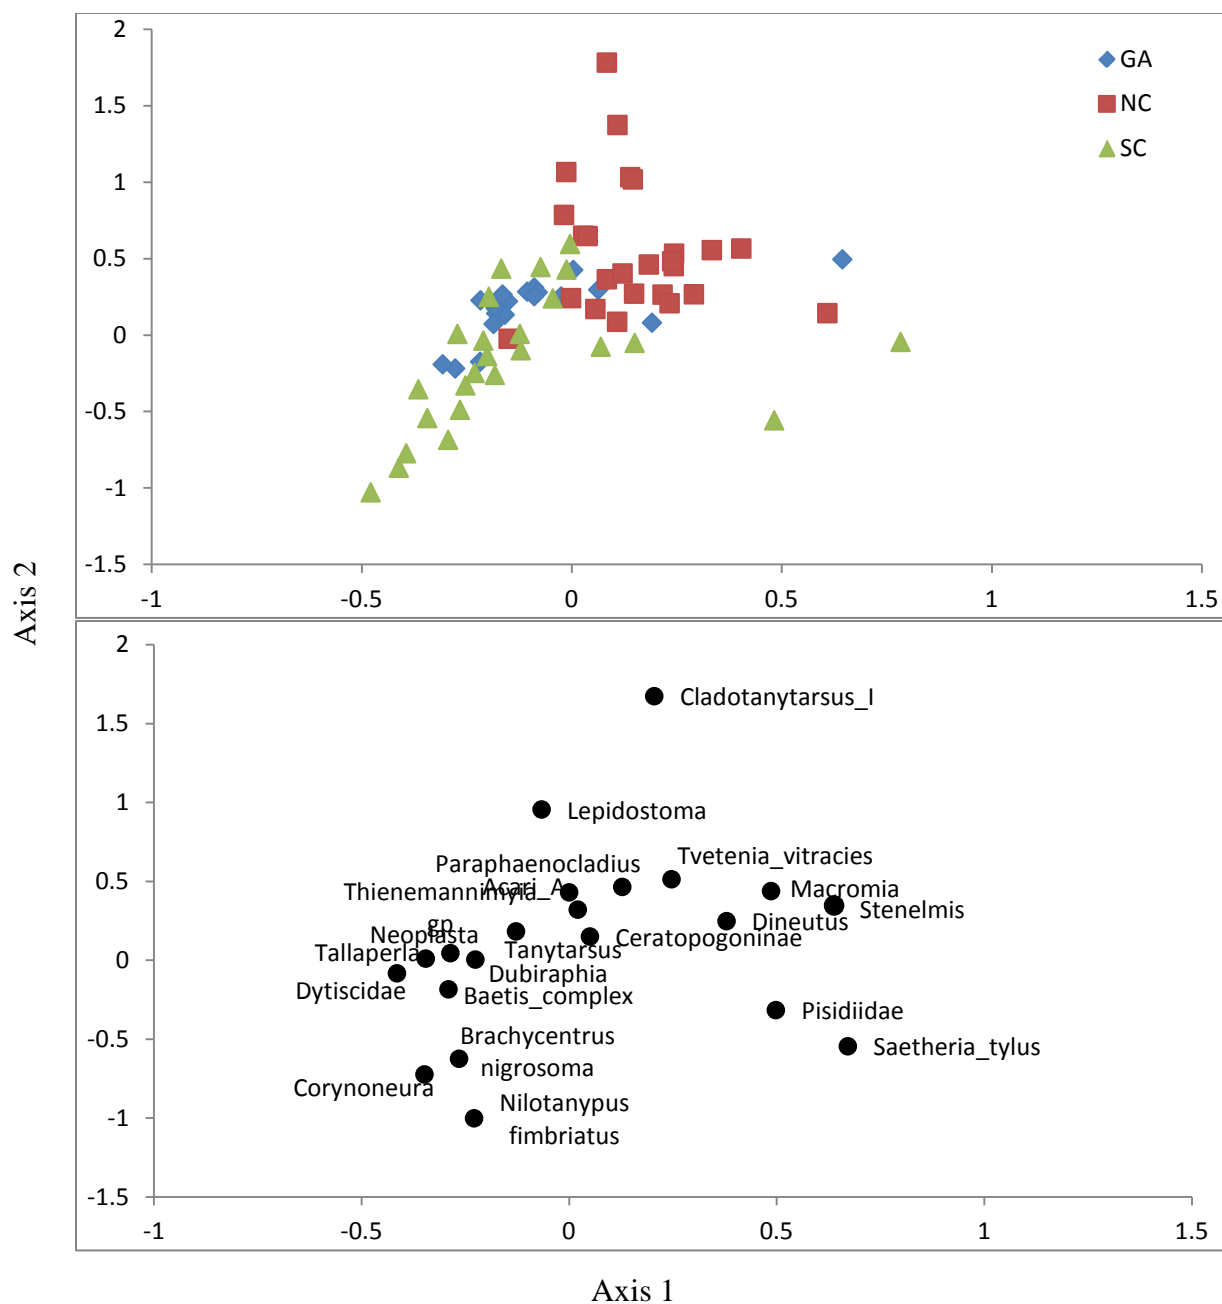 2
1.5
1
0.5
0
-0.5
-1
-1.5
-1
-0.5
0
0.5
1
1.5
GA
NC
SC
Axis 2
2
1.5
1
0.5
0
-0.5
-1
-1.5
Cladotanytarsus_I
Lepidostoma
Paraphaenocladius
Tvetenia_vitracies
Acari_A
Thienemannimyia
gp
Macromia
Stenelmis
Dineutus
Neoplasta
Ceratopogoninae
Tallaperla
Tanytarsus
Dubiraphia
Dytiscidae
Baetis_complex
Pisidiidae
Brachycentrus
nigrosoma
Saetheria_tylus
Corynoneura
Nilotanypus
fimbriatus
-1
-0.5
0
0.5
1
1.5
Axis 1